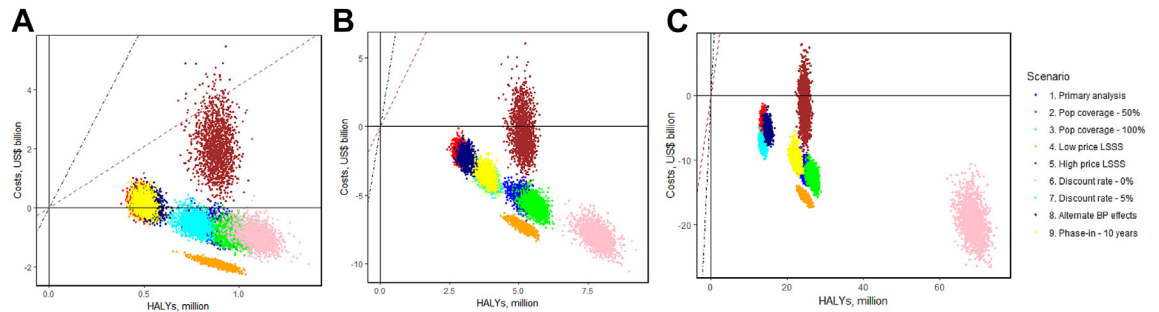 A
B
C
Costs, US$ billion
4
2
0
-2
0.0
0.5
1.0
HALYs, million
Costs, US$ billion
5
0
-5
-10
0.0
2.5
5.0
7.5
HALYs, million
Costs, US$ billion
0
-10
-20
0
20
40
60
HALYs, million
Scenario
1. Primary analysis
2. Pop coverage - 50%
3. Pop coverage - 100%
4. Low price LSSS
5. High price LSSS
6. Discount rate - 0%
7. Discount rate - 5%
8. Alternate BP effects
9. Phase-in - 10 years